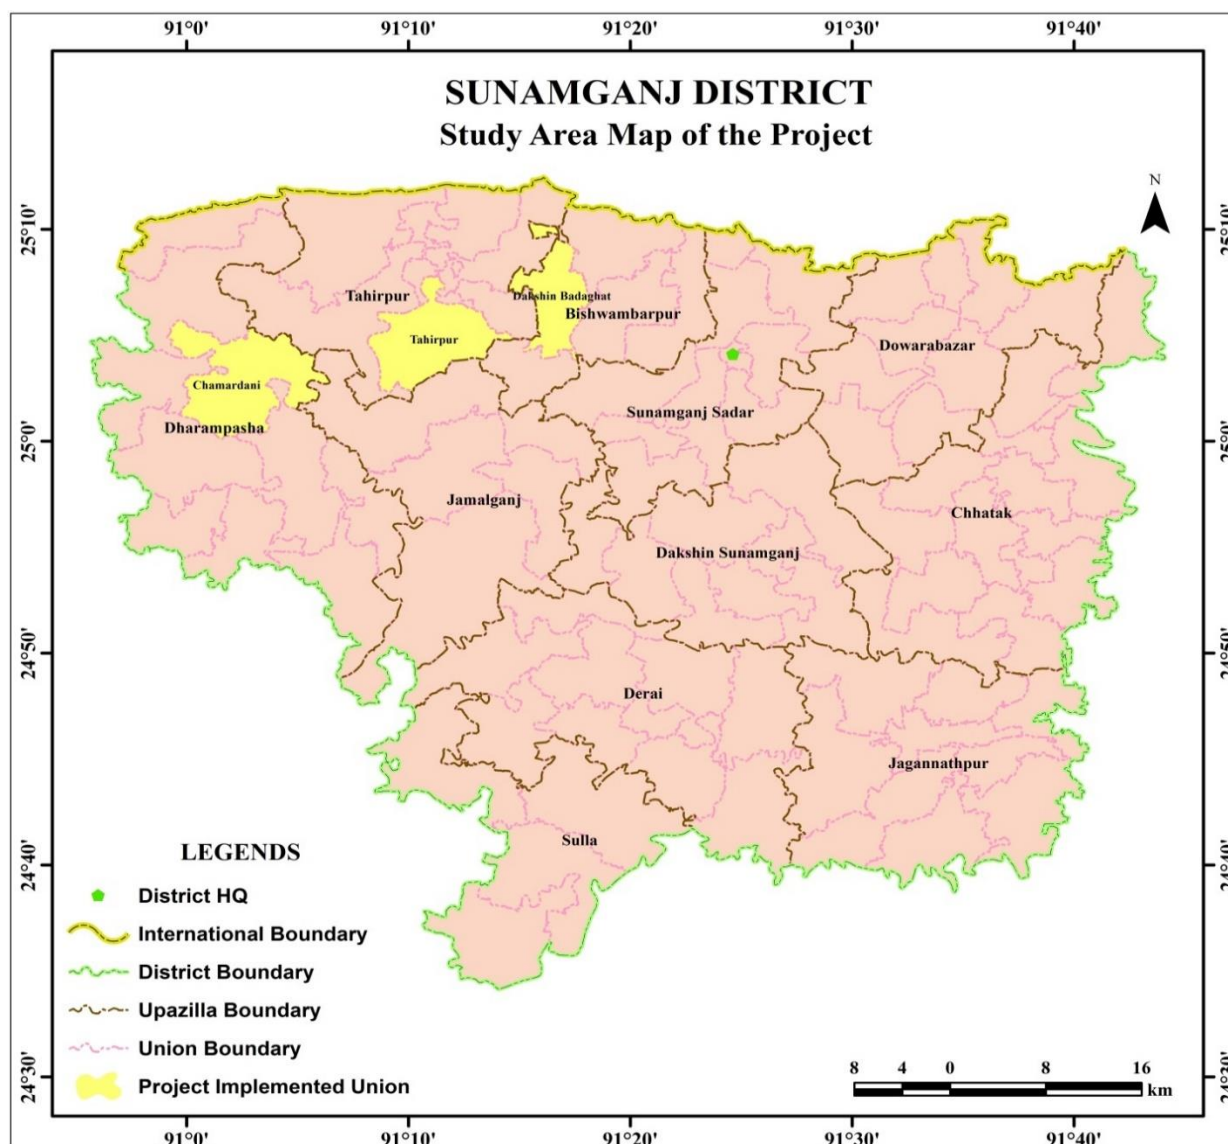 91°0' 91°10' 91°20' 91°30' 91°40'
SUNAMGANJ DISTRICT
Study Area Map of the Project
N
25°10' 25°10'
Tahirpur
Dakshin Badaghat
Bishwambarpur
Tahirpur
Dowarabazar
Chamardani
Sunamganj Sadar
Dharampasha
25°0' 25°0'
Jamalganj
Chhatak
Dakshin Sunamganj
24°50' 24°50'
Derai
Jagannathpur
Sulla
24°40' 24°40'
LEGENDS
District HQ
International Boundary
District Boundary
Upazilla Boundary
Union Boundary
Project Implemented Union
24°30' 24°30'
8 4 0 8 16
km
91°0' 91°10' 91°20' 91°30' 91°40'